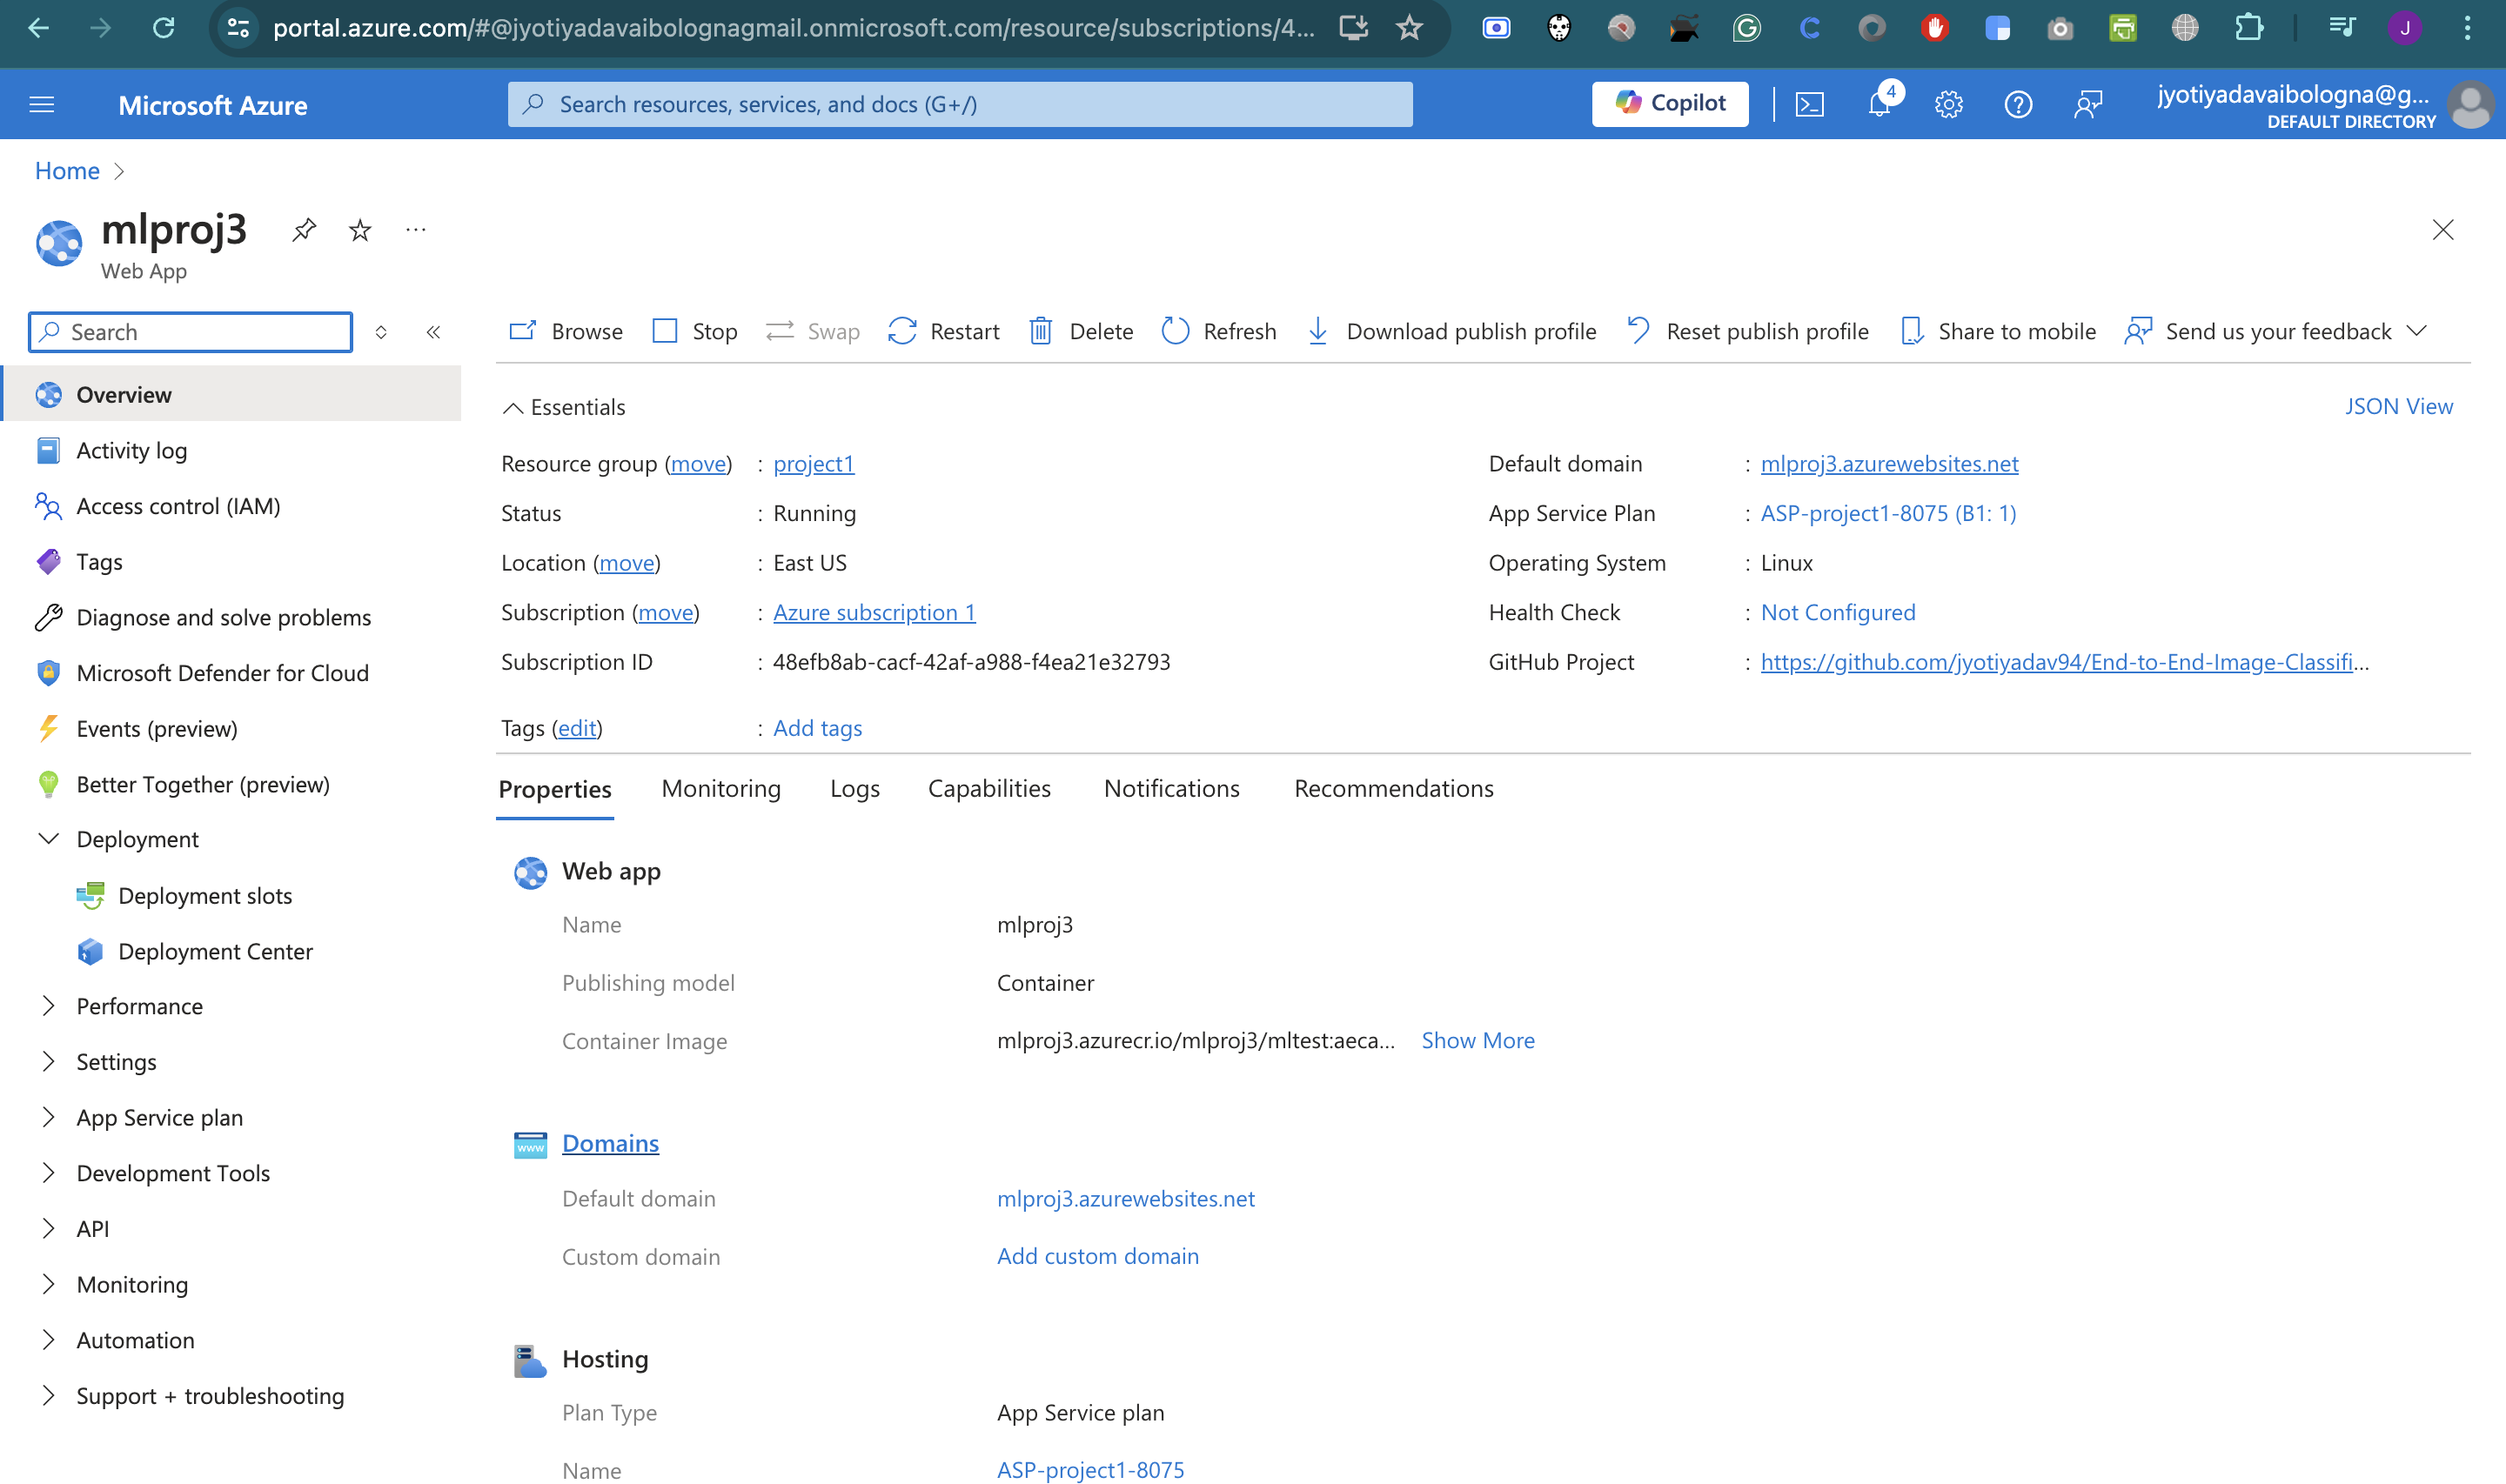 portal.azure.com/#@jyotiyadavaibolognagmail.onmicrosoft.com/resource/subscriptions/4...
J
Microsoft Azure
Search resources, services, and docs (G+/)
Copilot
4
jyotiyadavaibologna@g...
DEFAULT DIRECTORY
Home >
mlproj3
Web App
Search
Browse
Stop
Swap
Restart
Delete
Refresh
Download publish profile
Reset publish profile
Share to mobile
Send us your feedback
Overview
Activity log
Access control (IAM)
Tags
Diagnose and solve problems
Microsoft Defender for Cloud
Events (preview)
Better Together (preview)
Deployment
Deployment slots
Deployment Center
Performance
Settings
App Service plan
Development Tools
API
Monitoring
Automation
Support + troubleshooting
Essentials
JSON View
Resource group (move) : project1
Status : Running
Location (move) : East US
Subscription (move) : Azure subscription 1
Subscription ID : 48efb8ab-cacf-42af-a988-f4ea21e32793
Default domain : mlproj3.azurewebsites.net
App Service Plan : ASP-project1-8075 (B1: 1)
Operating System : Linux
Health Check : Not Configured
GitHub Project : https://github.com/jyotiyadav94/End-to-End-Image-Classifi...
Tags (edit) : Add tags
Properties
Monitoring
Logs
Capabilities
Notifications
Recommendations
Web app
Name mlproj3
Publishing model Container
Container Image mlproj3.azurecr.io/mlproj3/mltest:aeca... Show More
www
Domains
Default domain mlproj3.azurewebsites.net
Custom domain Add custom domain
Hosting
Plan Type App Service plan
Name ASP-project1-8075